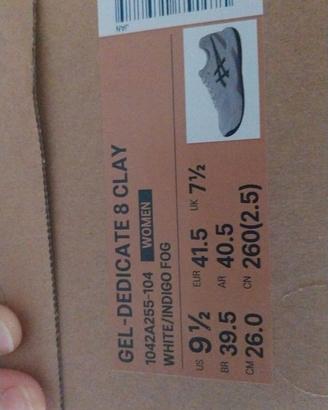 JAN
GEL-DEDICATE 8 CLAY
1042A255-104 WOMEN
WHITE/INDIGO FOG
US 9½ EUR 41.5 UK 7½
BR 39.5 AR 40.5
CM 26.0 CN 260(2.5)